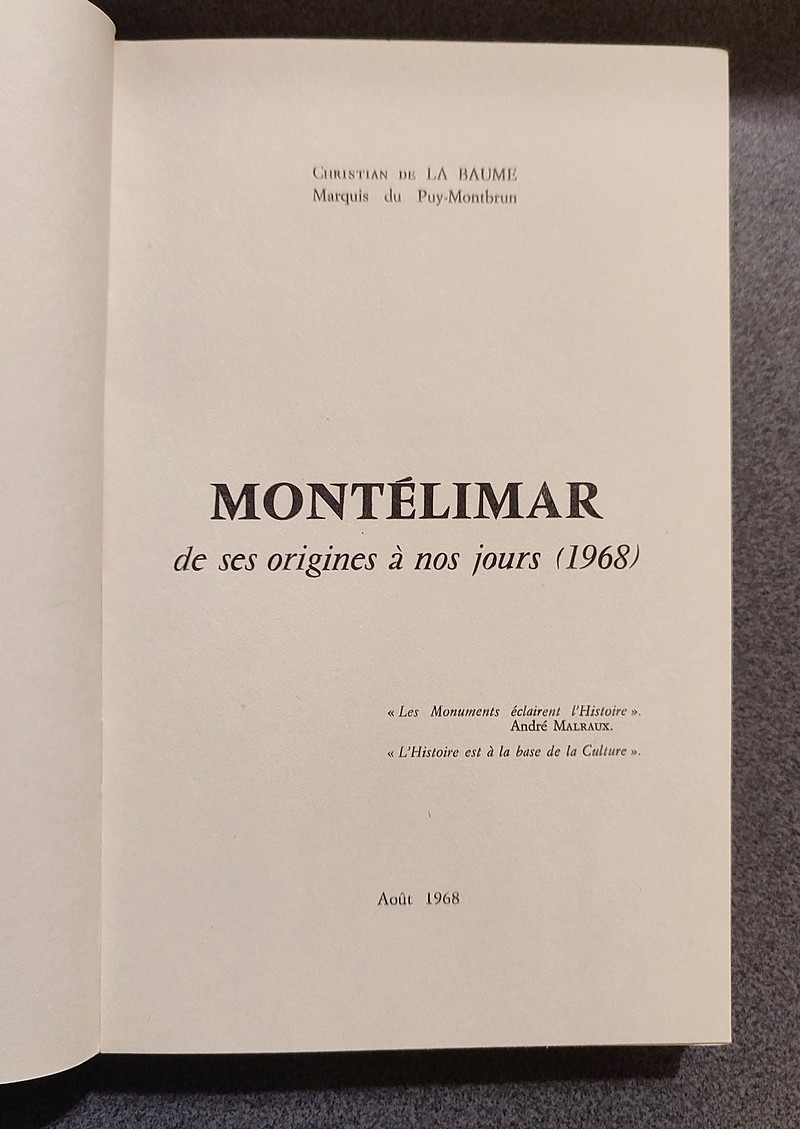 CHRISTIAN DE LA BAUME
Marquis du Puy-Montbrun
MONTÉLIMAR
de ses origines à nos jours (1968)
« Les Monuments éclairent l'Histoire ».
André MALRAUX.
« L'Histoire est à la base de la Culture ».
Août 1968